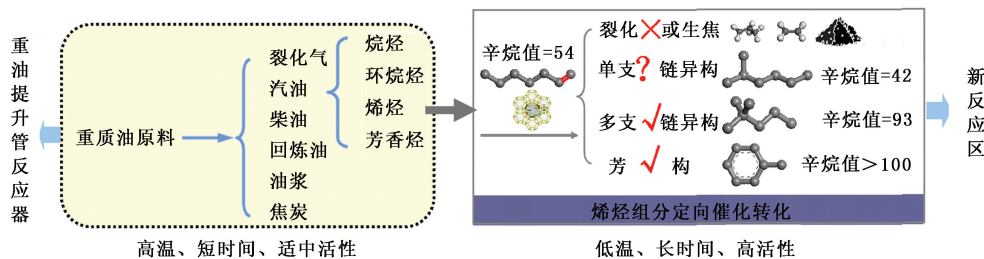 重油提升管反应器
重质油原料
裂化气
汽油
柴油
回炼油
油浆
焦炭
烷烃
环烷烃
烯烃
芳香烃
高温、短时间、适中活性
辛烷值=54
裂化×或生焦
单支?链异构
辛烷值=42
多支√链异构
辛烷值=93
芳√构
辛烷值>100
烯烃组分定向催化转化
低温、长时间、高活性
新反应区